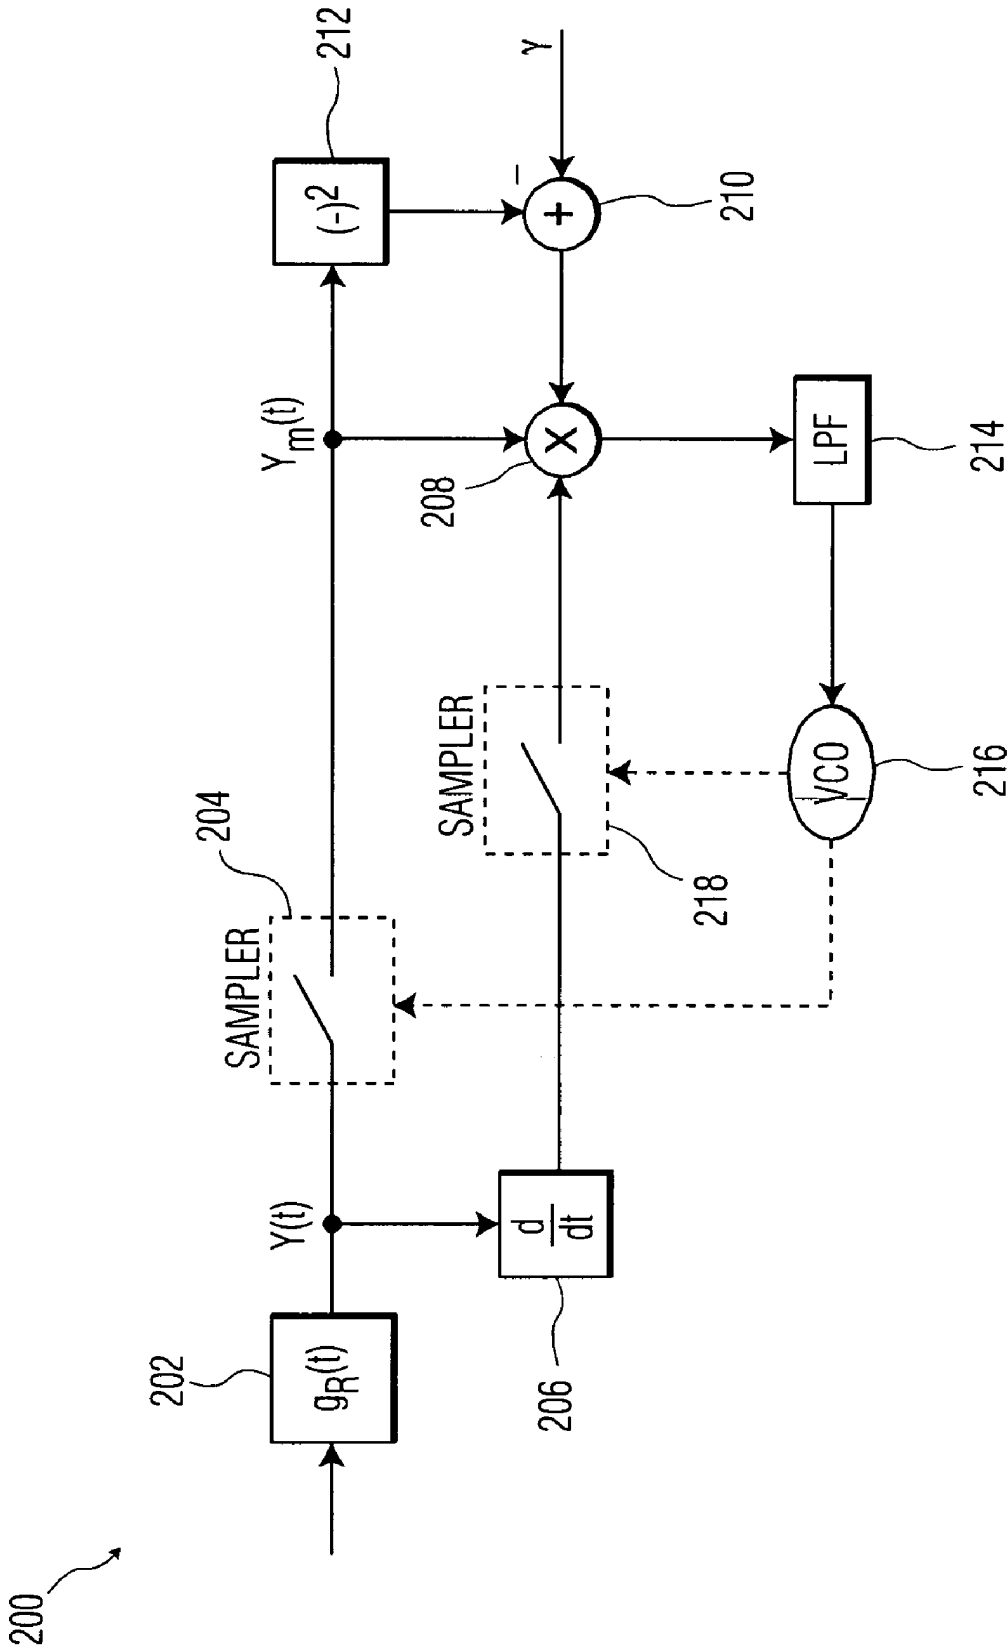 200
202
g_R(t)
Y(t)
SAMPLER
204
Y_m(t)
(-)^2
212
d
dt
206
SAMPLER
218
208
X
+
-
γ
210
LPF
214
VCO
216